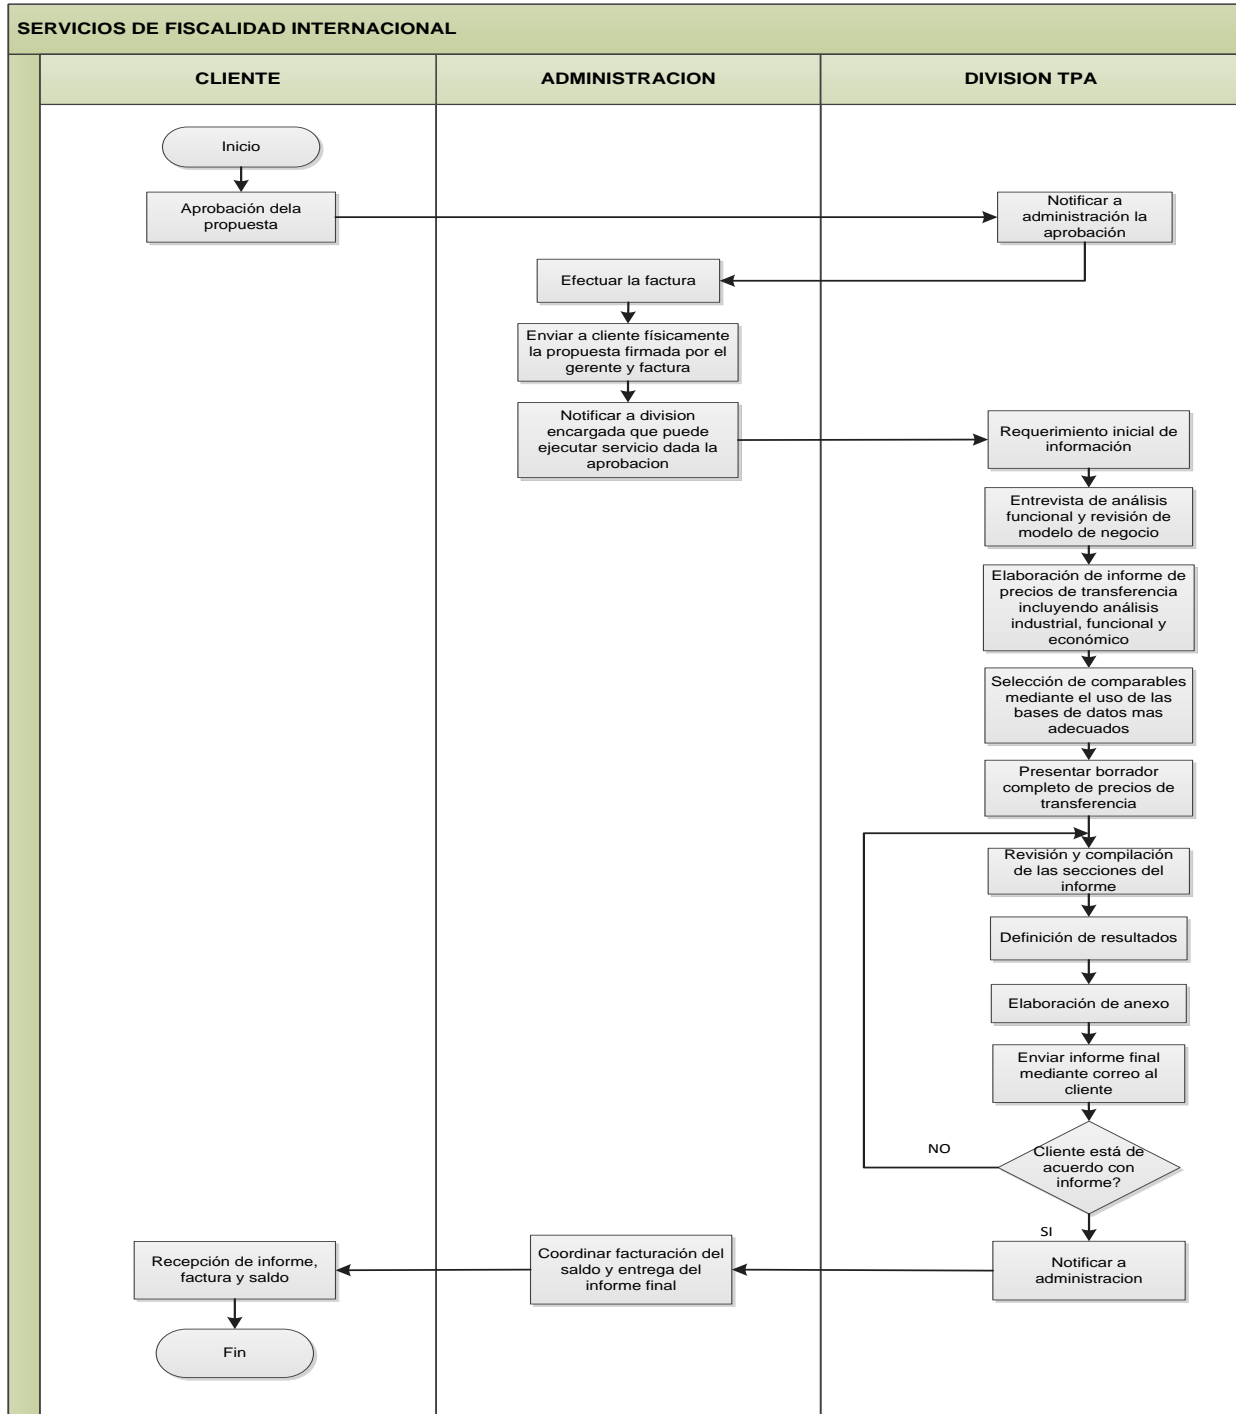 SERVICIOS DE FISCALIDAD INTERNACIONAL
CLIENTE
ADMINISTRACION
DIVISION TPA
Inicio
Aprobación dela
propuesta
Notificar a
administración la
aprobación
Efectuar la factura
Enviar a cliente físicamente
la propuesta firmada por el
gerente y factura
Notificar a division
encargada que puede
ejecutar servicio dada la
aprobacion
Requerimiento inicial de
información
Entrevista de análisis
funcional y revisión de
modelo de negocio
Elaboración de informe de
precios de transferencia
incluyendo análisis
industrial, funcional y
económico
Selección de comparables
mediante el uso de las
bases de datos mas
adecuados
Presentar borrador
completo de precios de
transferencia
Revisión y compilación
de las secciones del
informe
Definición de resultados
Elaboración de anexo
Enviar informe final
mediante correo al
cliente
Cliente está de
acuerdo con
informe?
NO
SI
Notificar a
administracion
Coordinar facturación del
saldo y entrega del
informe final
Recepción de informe,
factura y saldo
Fin